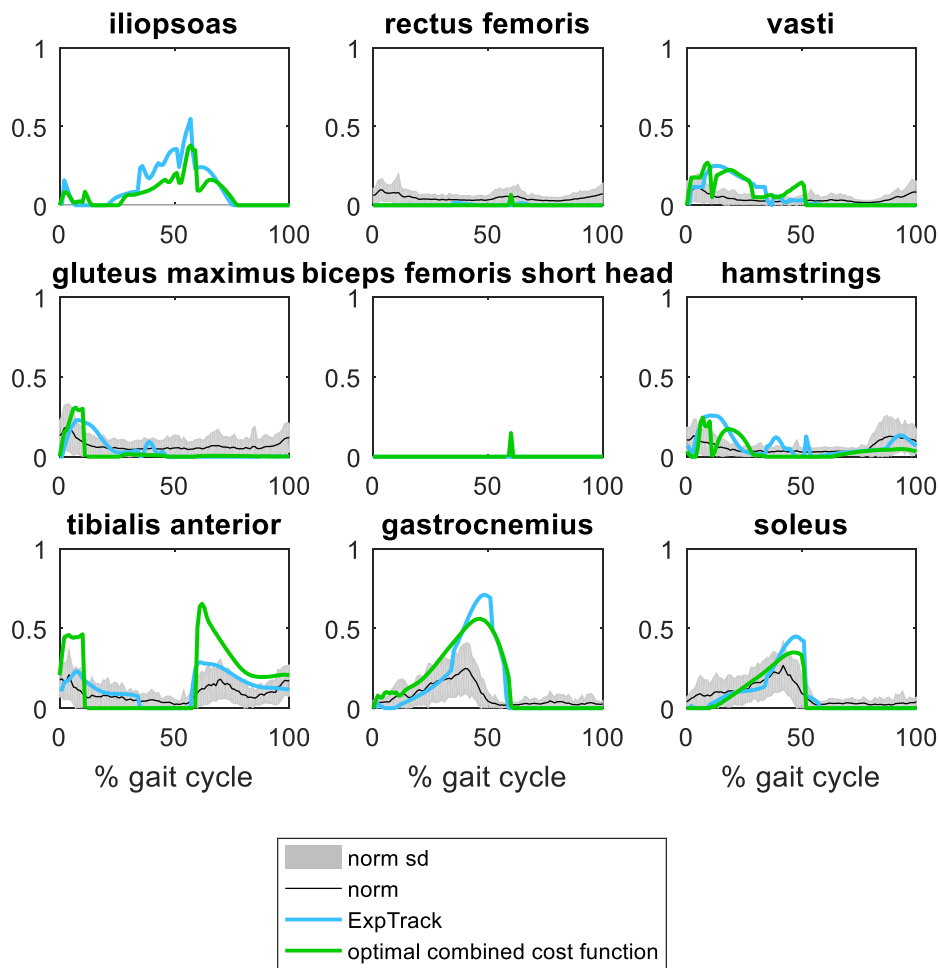 iliopsoas rectus femoris vasti
1 1 1
0.5 0.5 0.5
0 0 0
0 50 100 0 50 100 0 50 100
gluteus maximus biceps femoris short head hamstrings
1 1 1
0.5 0.5 0.5
0 0 0
0 50 100 0 50 100 0 50 100
tibialis anterior gastrocnemius soleus
1 1 1
0.5 0.5 0.5
0 0 0
0 50 100 0 50 100 0 50 100
% gait cycle % gait cycle % gait cycle
norm sd
norm
ExpTrack
optimal combined cost function